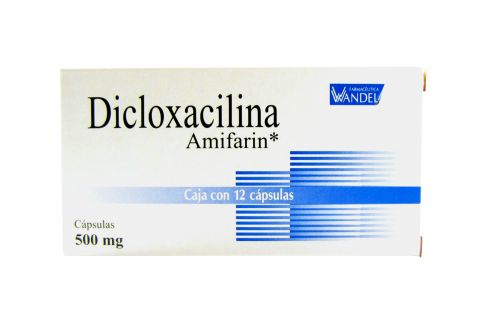 FARMACÉUTICA
WANDEL
Dicloxacilina
Amifarin*
Caja con 12 cápsulas
Cápsulas
500 mg